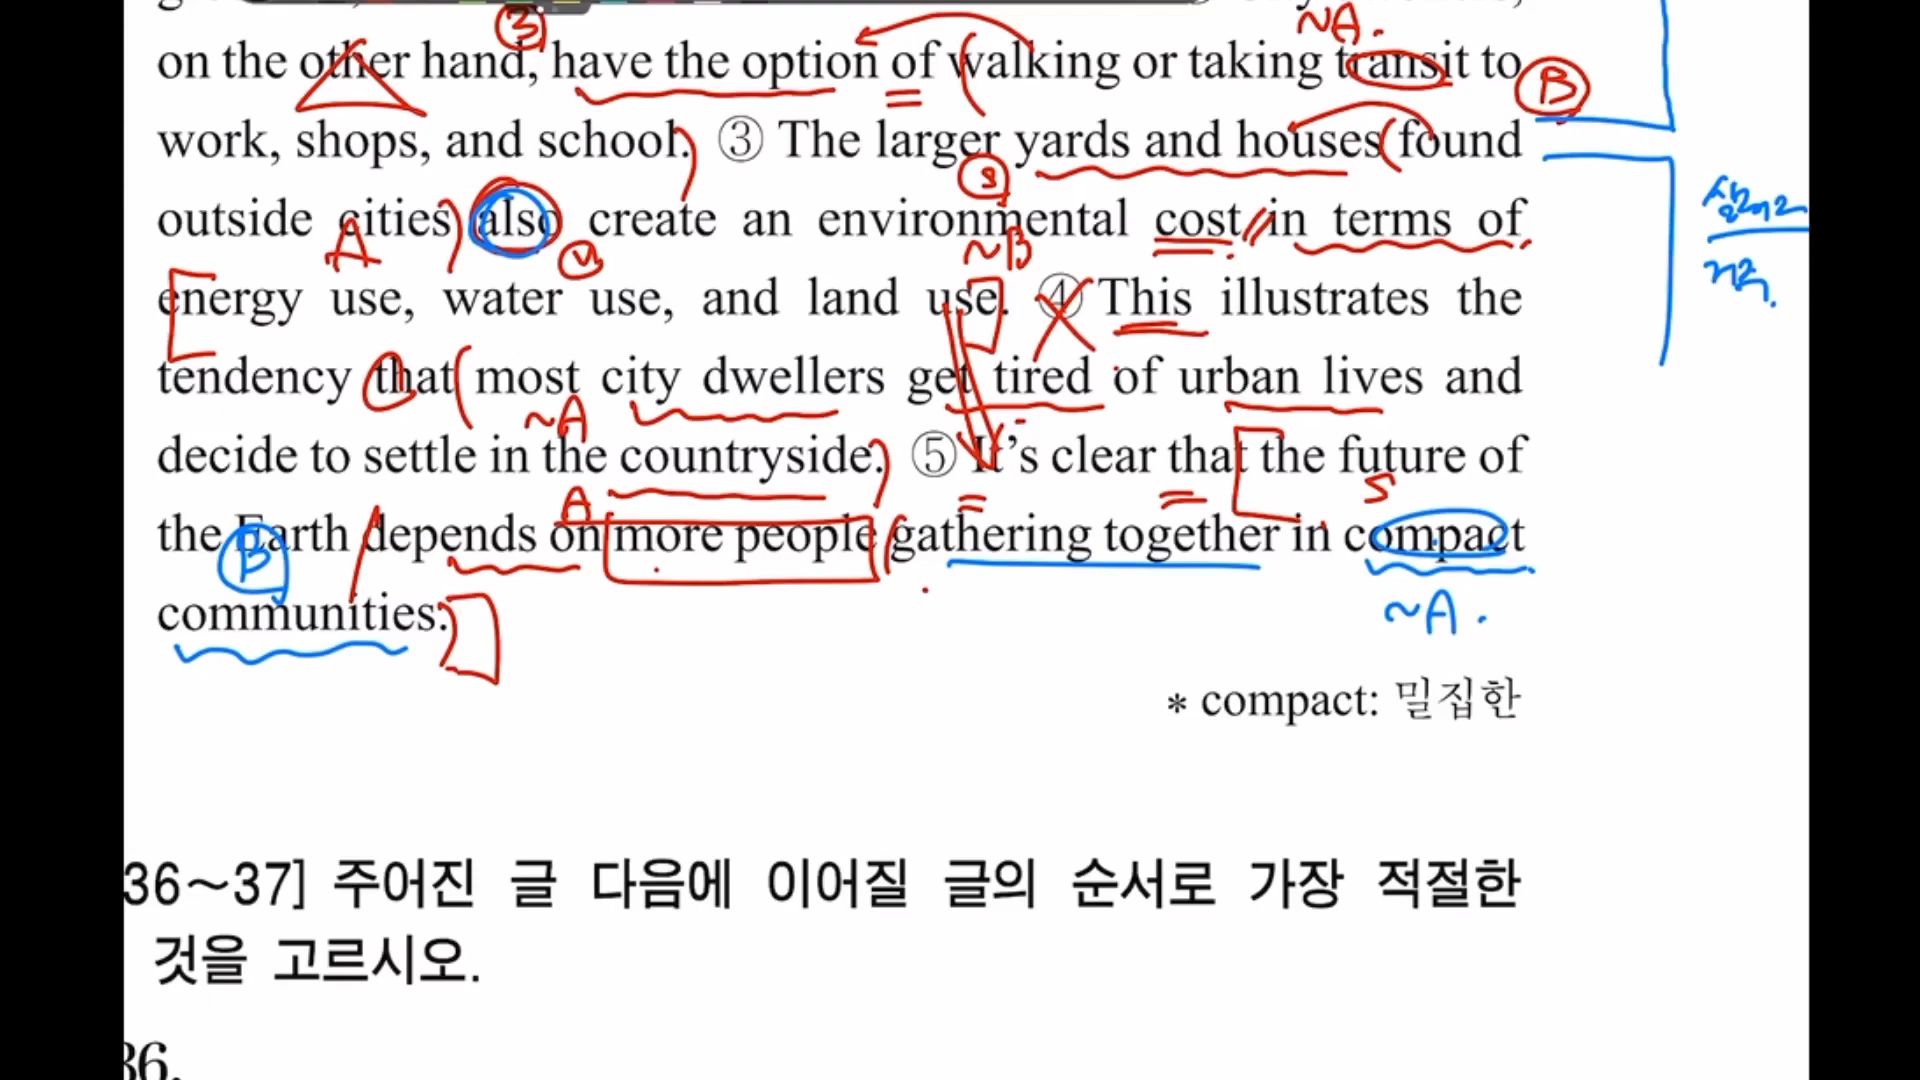 on the other hand, have the option of walking or taking transit to
work, shops, and school. ③ The larger yards and houses found
outside cities also create an environmental cost in terms of
energy use, water use, and land use. ④ This illustrates the
tendency that most city dwellers get tired of urban lives and
decide to settle in the countryside. ⑤ It's clear that the future of
the Earth depends on more people gathering together in compact
communities.
* compact: 밀집한
36～37] 주어진 글 다음에 이어질 글의 순서로 가장 적절한
것을 고르시오.
36.
③
~A.
B
A
S
V
~B
~A
A
S
B
~A.